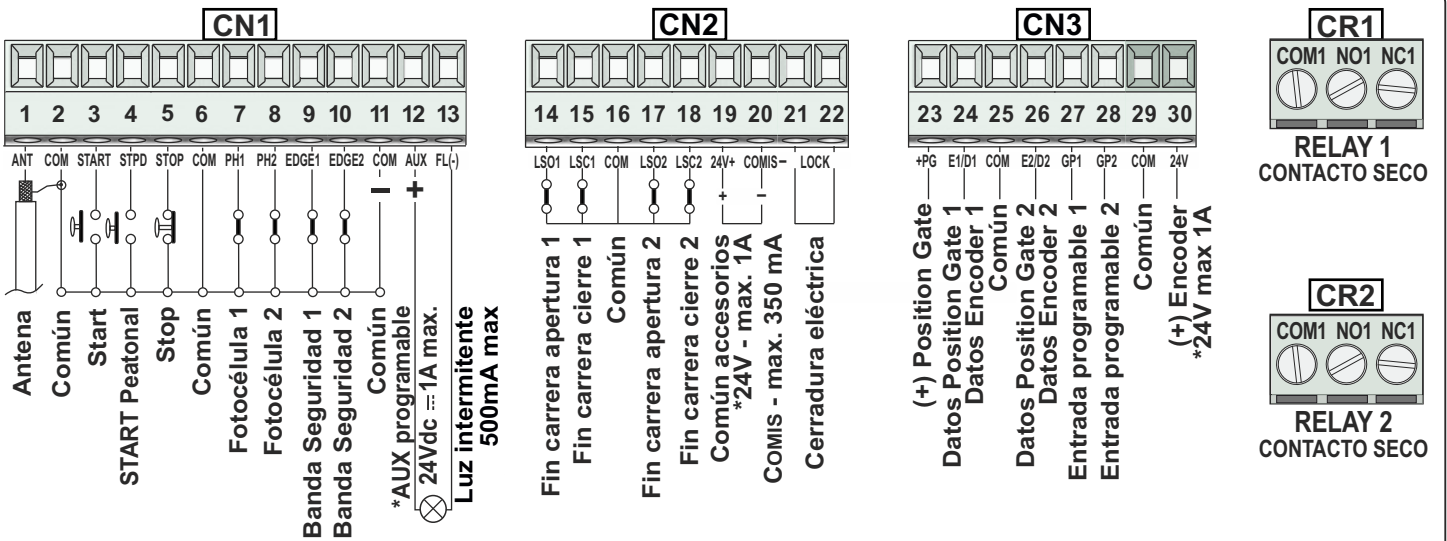 CN1
1 2 3 4 5 6 7 8 9 10 11 12 13
ANT COM START STPD STOP COM PH1 PH2 EDGE1 EDGE2 COM AUX FL(-)
− +
Antena
Común
Start
START Peatonal
Stop
Común
Fotocélula 1
Fotocélula 2
Banda Seguridad 1
Banda Seguridad 2
Común
*AUX programable
24Vdc ⎓ 1A max.
Luz intermitente
500mA max
CN2
14 15 16 17 18 19 20 21 22
LSO1 LSC1 COM LSO2 LSC2 24V+ COMIS− LOCK
+ −
Fin carrera apertura 1
Fin carrera cierre 1
Común
Fin carrera apertura 2
Fin carrera cierre 2
Común accesorios
*24V - max. 1A
COMIS - max. 350 mA
Cerradura eléctrica
CN3
23 24 25 26 27 28 29 30
+PG E1/D1 COM E2/D2 GP1 GP2 COM 24V
(+) Position Gate
Datos Position Gate 1
Datos Encoder 1
Común
Datos Position Gate 2
Datos Encoder 2
Entrada programable 1
Entrada programable 2
Común
(+) Encoder
*24V max 1A
CR1
COM1 NO1 NC1
RELAY 1
CONTACTO SECO
CR2
COM1 NO1 NC1
RELAY 2
CONTACTO SECO